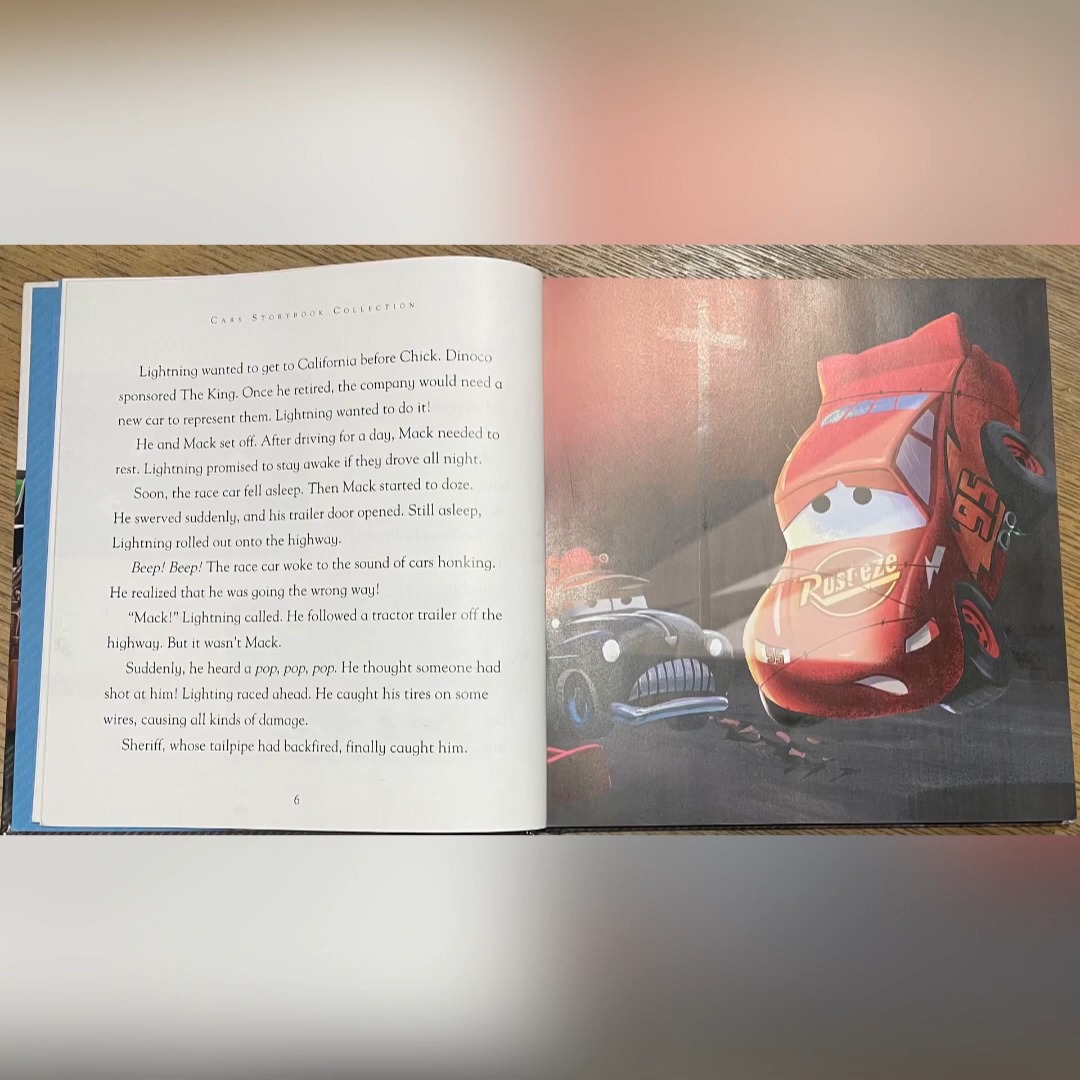 Cars Storybook Collection
Lightning wanted to get to California before Chick. Dinoco
sponsored The King. Once he retired, the company would need a
new car to represent them. Lightning wanted to do it!
He and Mack set off. After driving for a day, Mack needed to
rest. Lightning promised to stay awake if they drove all night.
Soon, the race car fell asleep. Then Mack started to doze.
He swerved suddenly, and his trailer door opened. Still asleep,
Lightning rolled out onto the highway.
Beep! Beep! The race car woke to the sound of cars honking.
He realized that he was going the wrong way!
“Mack!” Lightning called. He followed a tractor trailer off the
highway. But it wasn’t Mack.
Suddenly, he heard a pop, pop, pop. He thought someone had
shot at him! Lighting raced ahead. He caught his tires on some
wires, causing all kinds of damage.
Sheriff, whose tailpipe had backfired, finally caught him.
6
95
Rust-eze
95